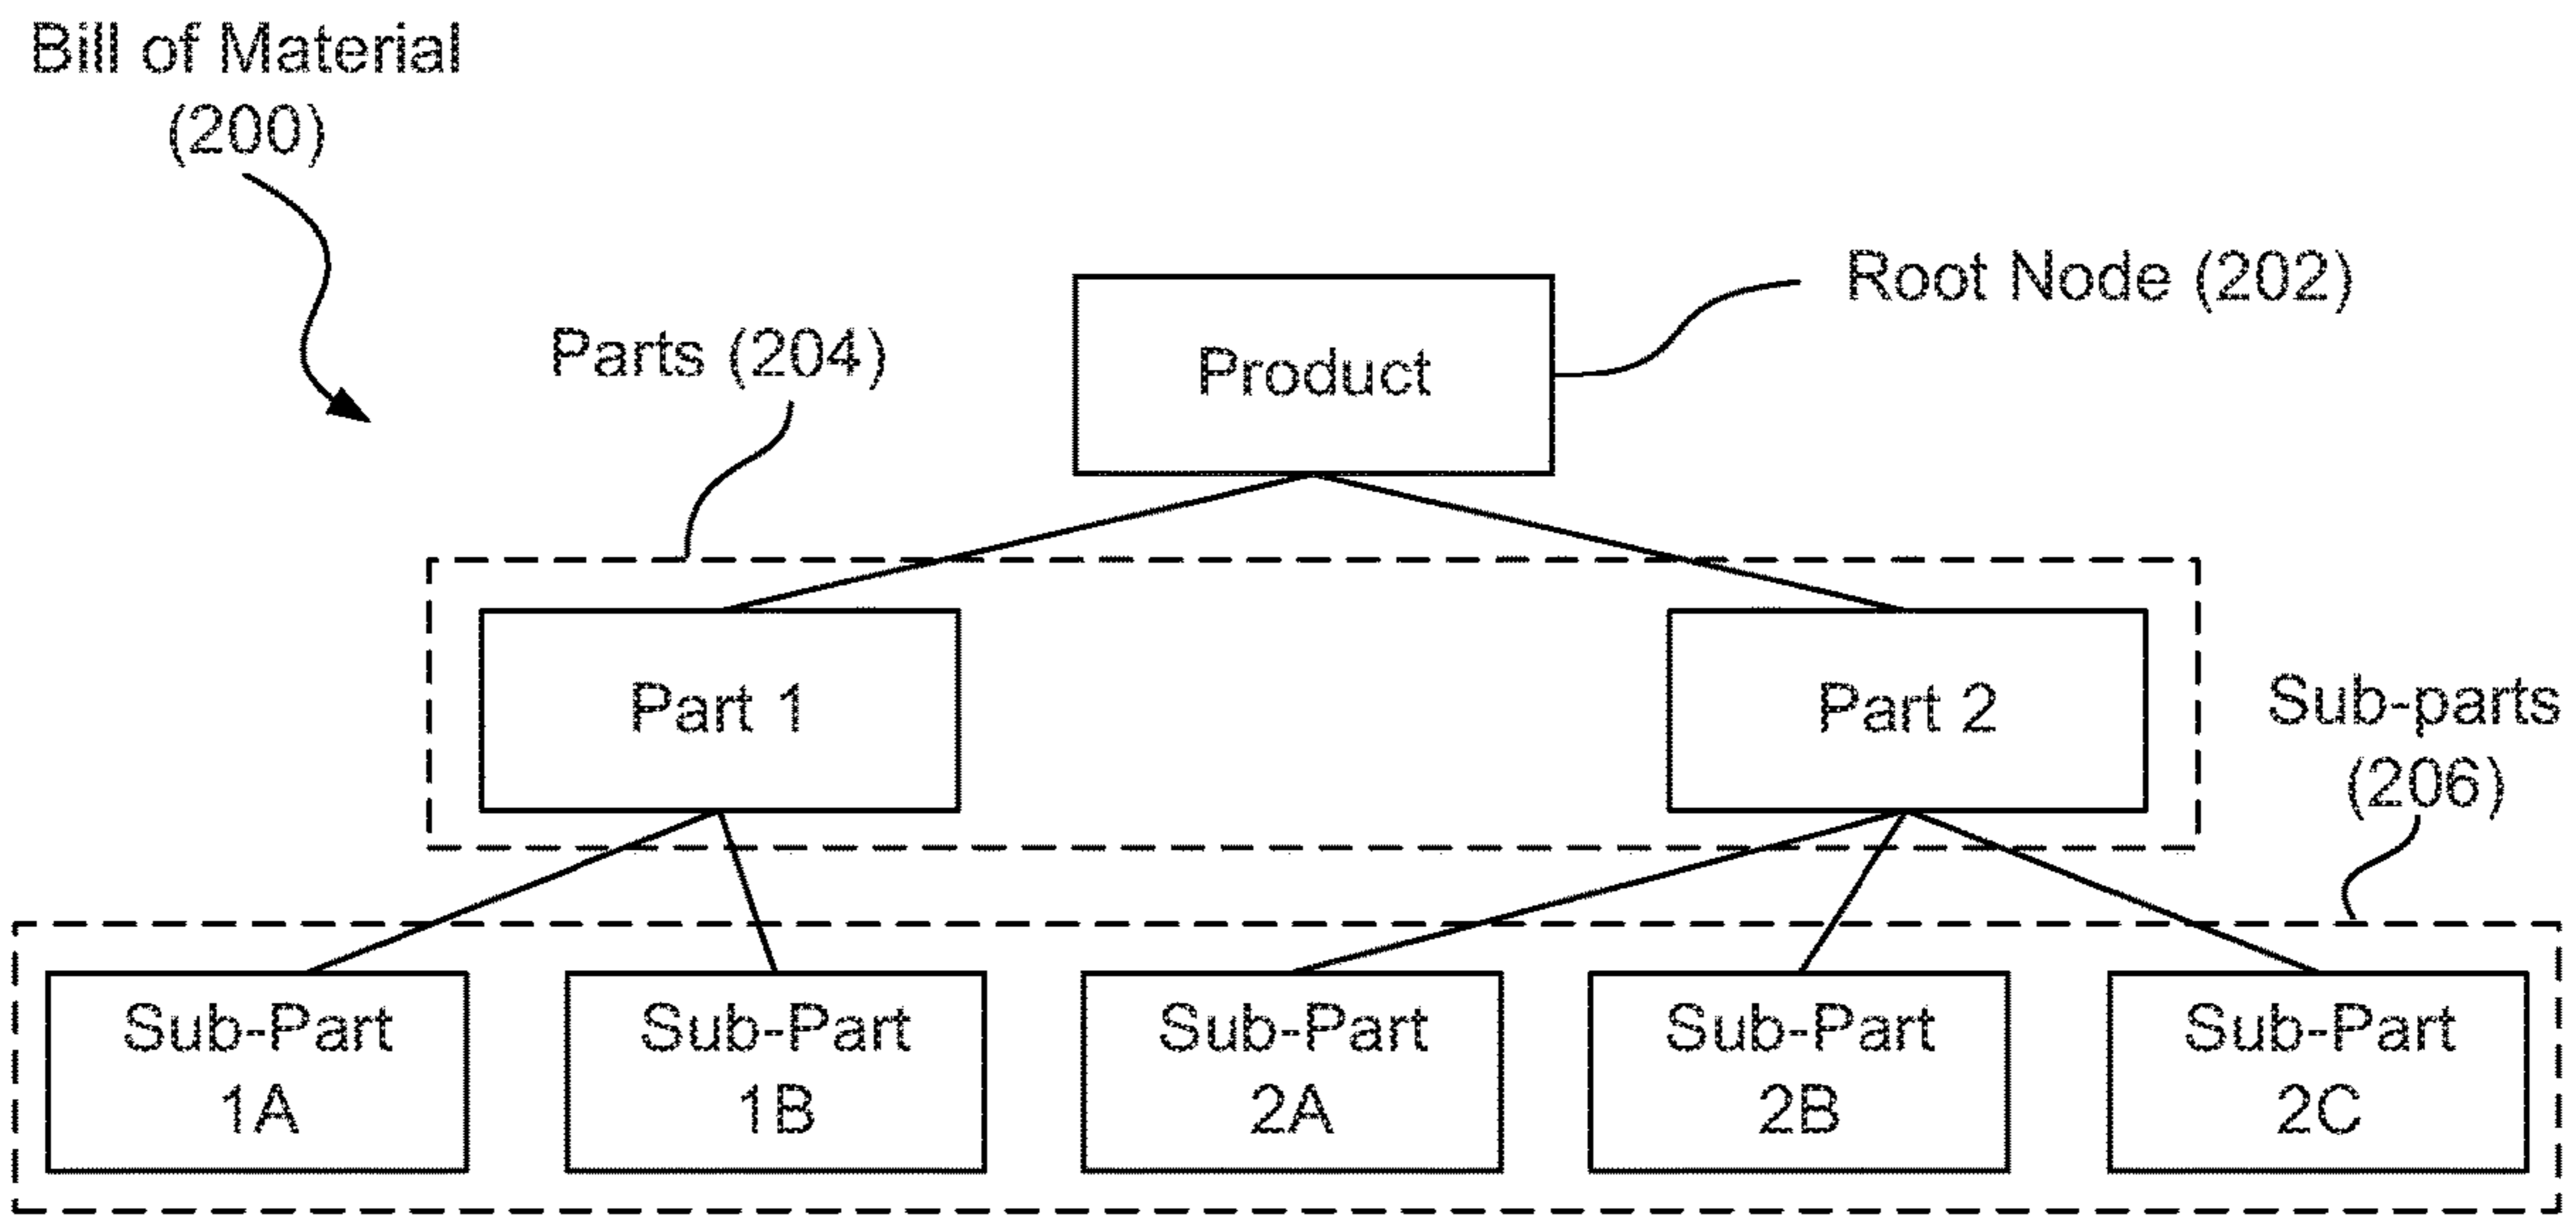 Bill of Material
(200)
Root Node (202)
Parts (204)
Product
Part 1
Part 2
Sub-parts
(206)
Sub-Part
1A
Sub-Part
1B
Sub-Part
2A
Sub-Part
2B
Sub-Part
2C